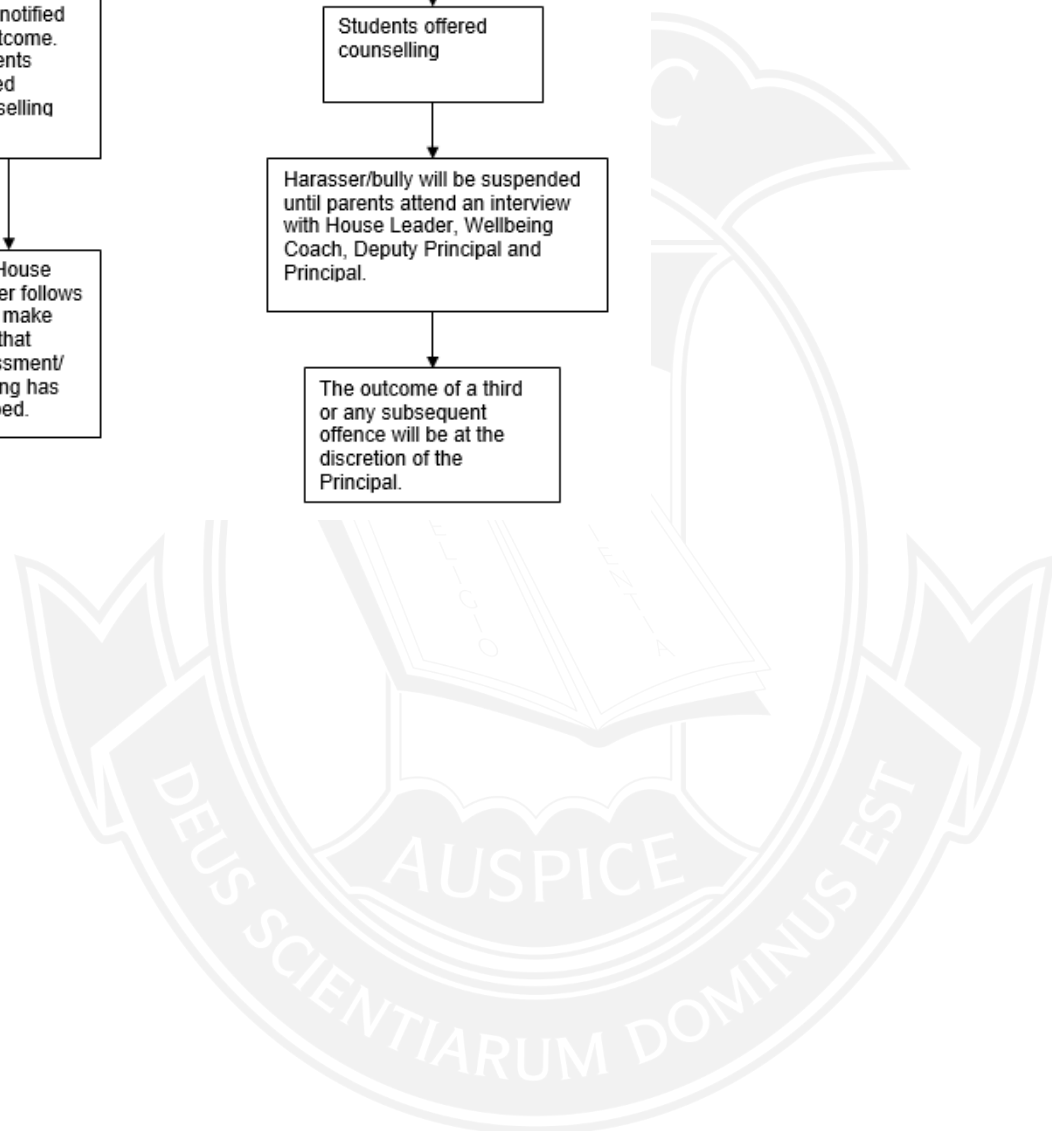 notified
tcome.
ents
ed
selling
House
er follows
make
that
ssment/
ng has
ed.
Students offered
counselling
Harasser/bully will be suspended
until parents attend an interview
with House Leader, Wellbeing
Coach, Deputy Principal and
Principal.
The outcome of a third
or any subsequent
offence will be at the
discretion of the
Principal.
C
AUSPICE
DEUS SCIENTIARUM DOMINUS EST